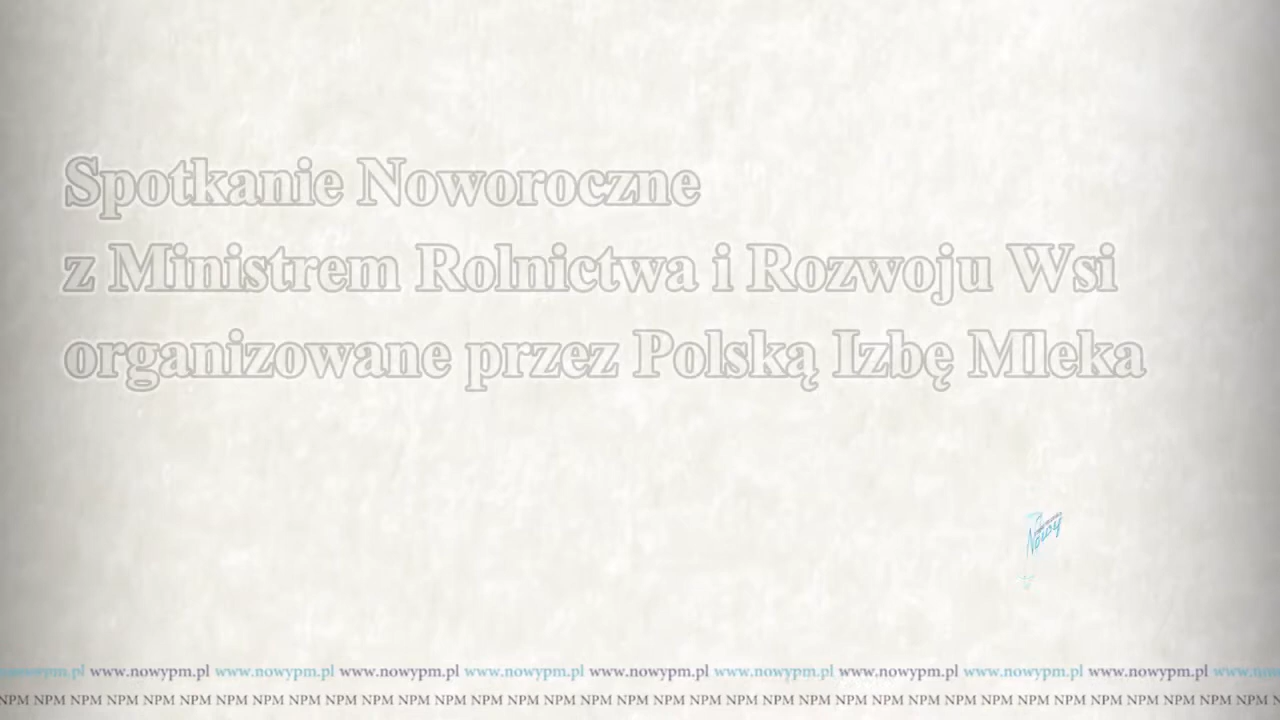 Spotkanie Noworoczne
z Ministrem Rolnictwa i Rozwoju Wsi
organizowane przez Polską Izbę Mleka
Nowy
www.nowypm.pl www.nowypm.pl www.nowypm.pl www.nowypm.pl www.nowypm.pl www.nowypm.pl www.nowypm.pl www.nowypm.pl www.nowypm.pl
NPM NPM NPM NPM NPM NPM NPM NPM NPM NPM NPM NPM NPM NPM NPM NPM NPM NPM NPM NPM NPM NPM NPM NPM NPM NPM NPM NPM NPM NPM NPM NPM NPM NPM NPM